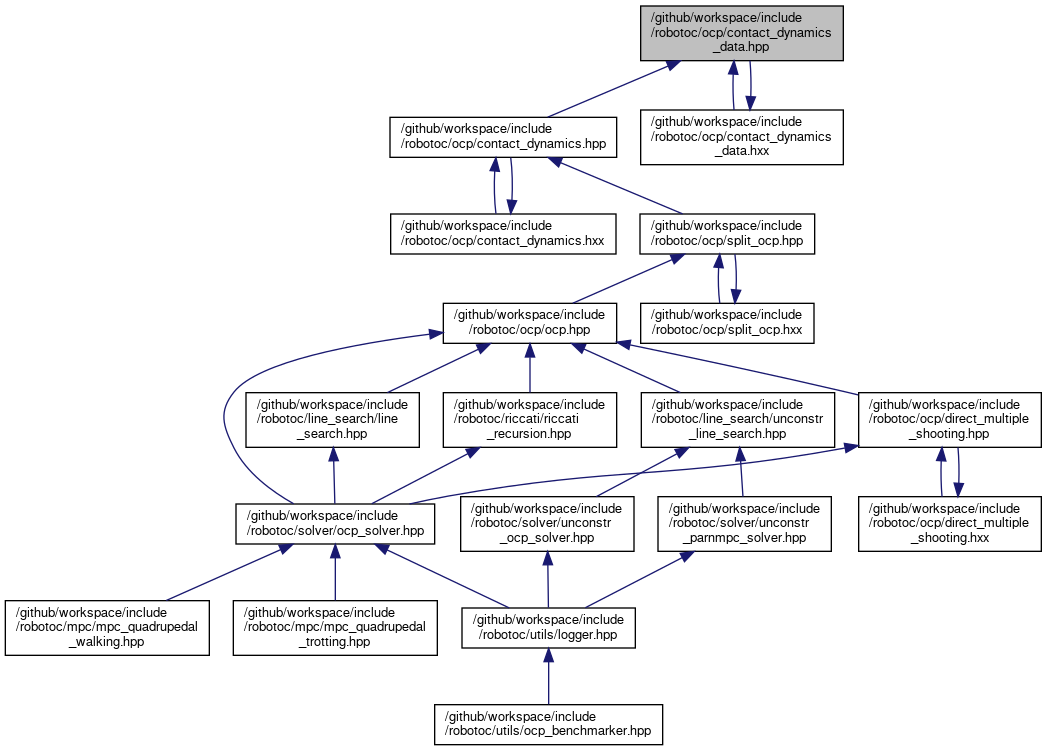 /github/workspace/include
/robotoc/ocp/contact_dynamics
_data.hpp
/github/workspace/include
/robotoc/ocp/contact_dynamics.hpp
/github/workspace/include
/robotoc/ocp/contact_dynamics
_data.hxx
/github/workspace/include
/robotoc/ocp/contact_dynamics.hxx
/github/workspace/include
/robotoc/ocp/split_ocp.hpp
/github/workspace/include
/robotoc/ocp/ocp.hpp
/github/workspace/include
/robotoc/ocp/split_ocp.hxx
/github/workspace/include
/robotoc/line_search/line
_search.hpp
/github/workspace/include
/robotoc/riccati/riccati
_recursion.hpp
/github/workspace/include
/robotoc/line_search/unconstr
_line_search.hpp
/github/workspace/include
/robotoc/ocp/direct_multiple
_shooting.hpp
/github/workspace/include
/robotoc/solver/ocp_solver.hpp
/github/workspace/include
/robotoc/solver/unconstr
_ocp_solver.hpp
/github/workspace/include
/robotoc/solver/unconstr
_parnmpc_solver.hpp
/github/workspace/include
/robotoc/ocp/direct_multiple
_shooting.hxx
/github/workspace/include
/robotoc/mpc/mpc_quadrupedal
_walking.hpp
/github/workspace/include
/robotoc/mpc/mpc_quadrupedal
_trotting.hpp
/github/workspace/include
/robotoc/utils/logger.hpp
/github/workspace/include
/robotoc/utils/ocp_benchmarker.hpp